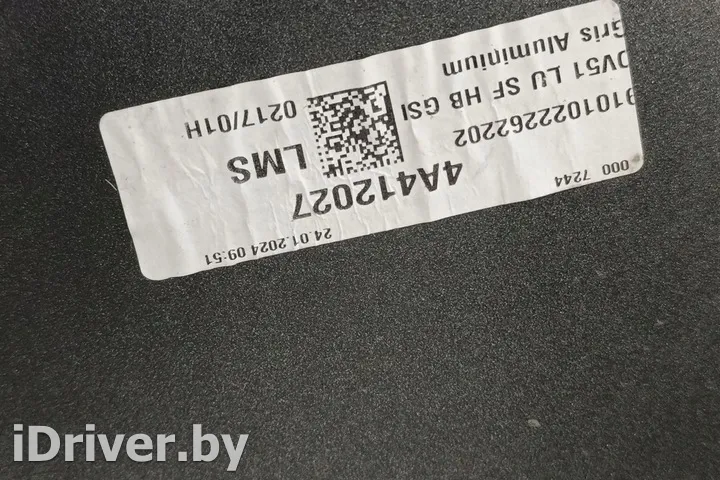 Gris Aluminium
OV51 LU SF HB GSI
9101022262202
0217/01H
LMS
4A412027
000 7244
24.01.2024 09:51
iDriver.by